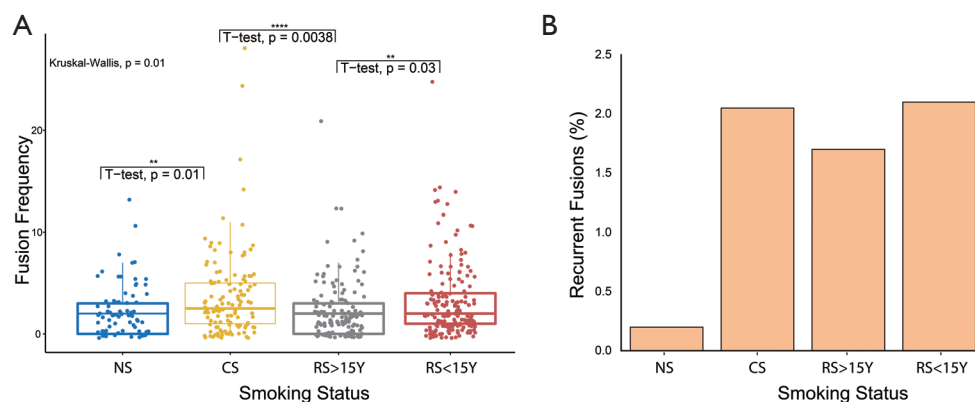 A
B
****
T-test, p = 0.0038
**
T-test, p = 0.03
Kruskal-Wallis, p = 0.01
**
T-test, p = 0.01
Fusion Frequency
20
10
0
NS
CS
RS>15Y
RS<15Y
Smoking Status
Recurrent Fusions (%)
2.5
2.0
1.5
1.0
0.5
0.0
NS
CS
RS>15Y
RS<15Y
Smoking Status